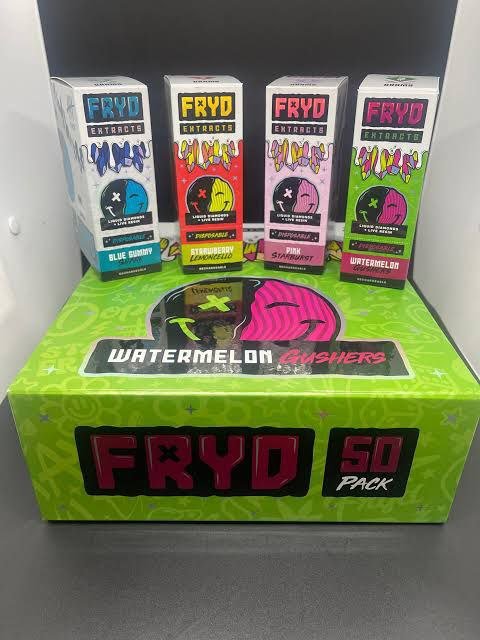 FRYD
EXTRACTS
LIQUID DIAMONDS
+ LIVE RESIN
DISPOSABLE
BLUE GUMMY
RECHARGEABLE
FRYD
EXTRACTS
LIQUID DIAMONDS
+ LIVE RESIN
DISPOSABLE
STRAWBERRY
LEMONCELLO
RECHARGEABLE
FRYD
EXTRACTS
LIQUID DIAMONDS
+ LIVE RESIN
DISPOSABLE
PINK
STARBURST
RECHARGEABLE
FRYD
EXTRACTS
LIQUID DIAMONDS
+ LIVE RESIN
DISPOSABLE
WATERMELON
GUSHERS
RECHARGEABLE
WATERMELON GUSHERS
FRYD
50
PACK